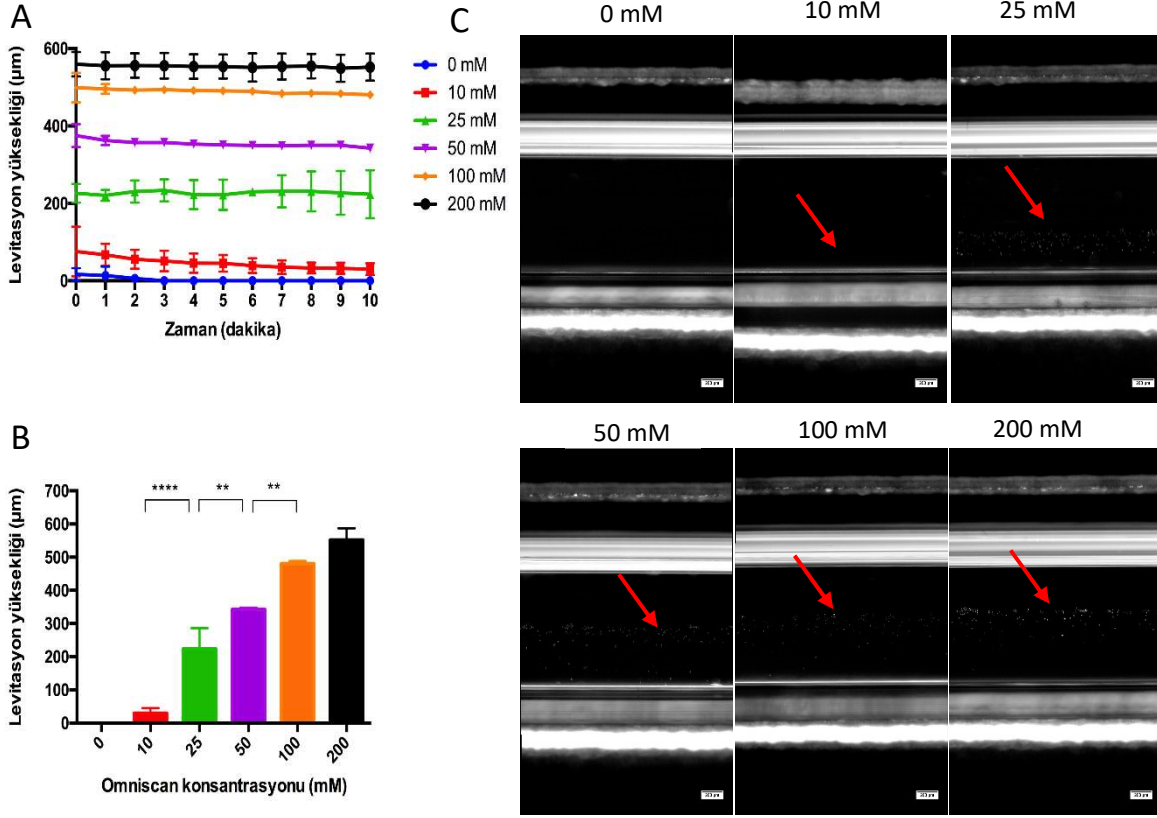 A
Levitasyon yüksekliği (µm)
600
400
200
0
0 1 2 3 4 5 6 7 8 9 10
Zaman (dakika)
0 mM
10 mM
25 mM
50 mM
100 mM
200 mM
B
Levitasyon yüksekliği (µm)
700
600
500
400
300
200
100
0
**** ** **
0 10 25 50 100 200
Omniscan konsantrasyonu (mM)
C
0 mM 10 mM 25 mM
50 mM 100 mM 200 mM